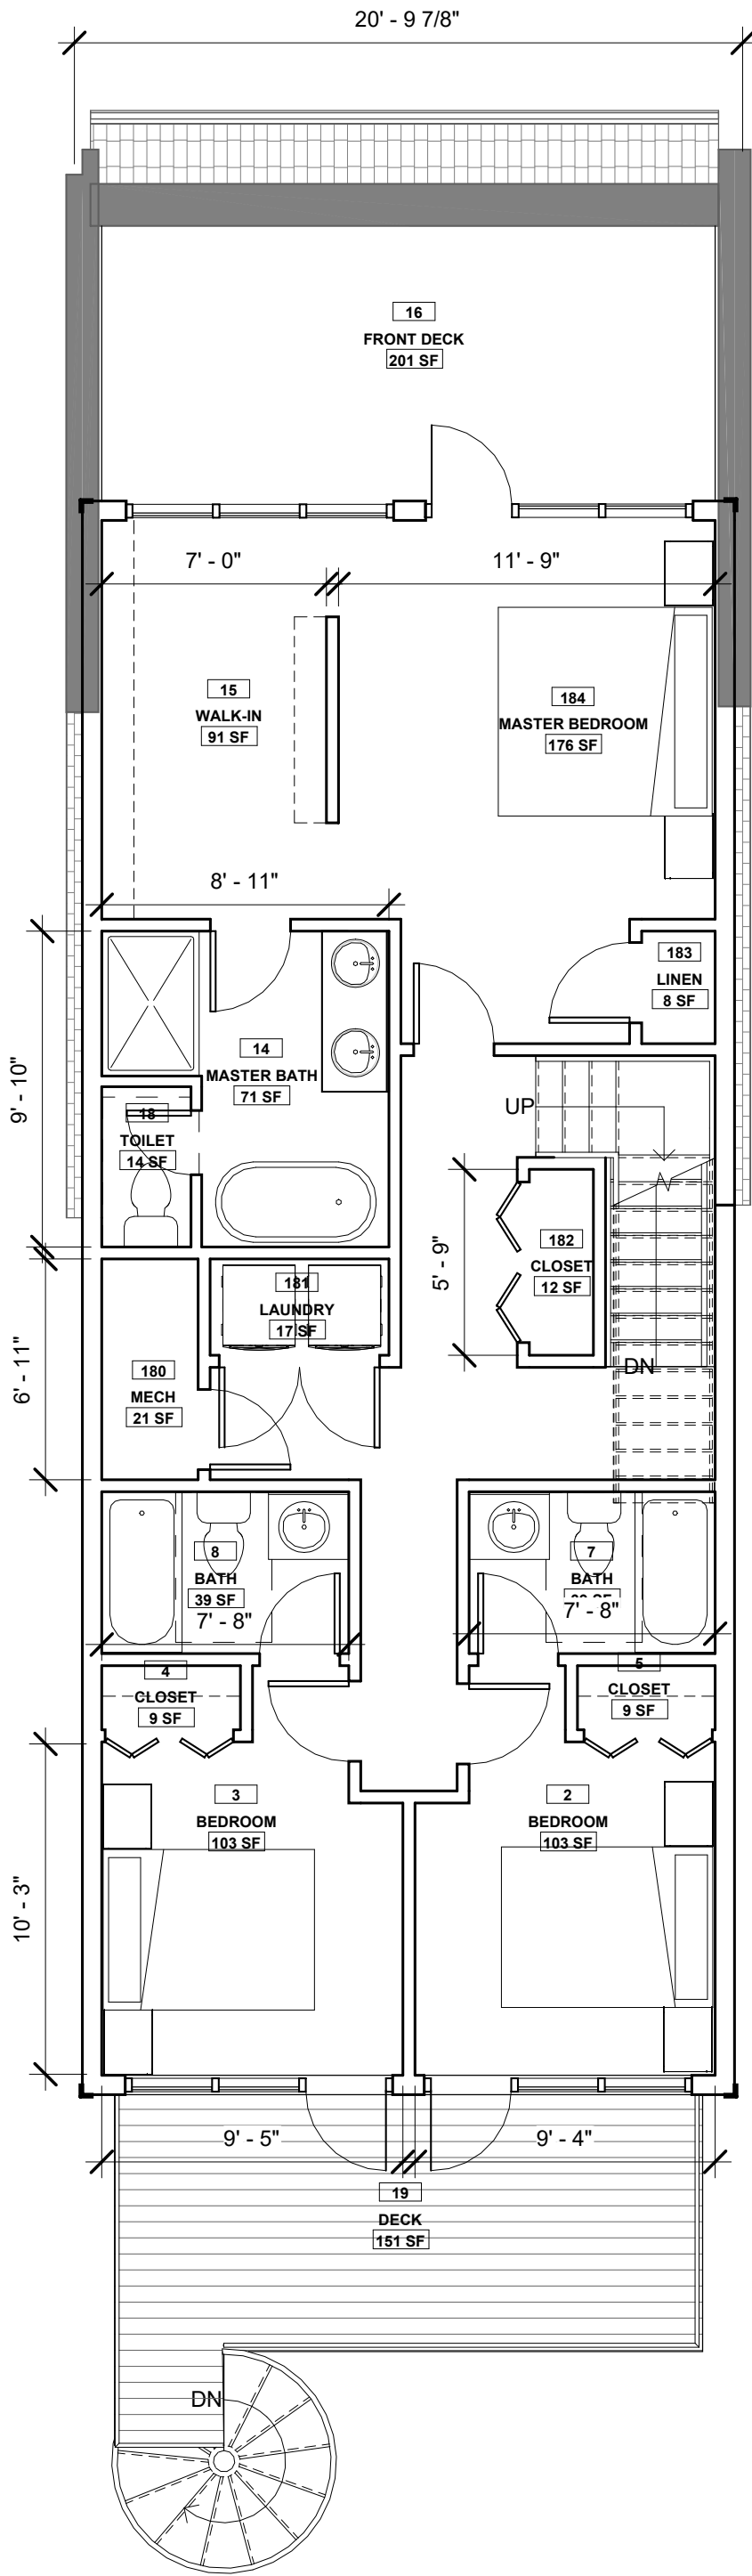 20' - 9 7/8"
16
FRONT DECK
201 SF
7' - 0"
11' - 9"
15
WALK-IN
91 SF
184
MASTER BEDROOM
176 SF
8' - 11"
183
LINEN
8 SF
9' - 10"
14
MASTER BATH
71 SF
UP
18
TOILET
14 SF
5' - 9"
182
CLOSET
12 SF
181
LAUNDRY
17 SF
6' - 11"
180
MECH
21 SF
DN
8
BATH
39 SF
7' - 8"
7
BATH
7' - 8"
4
CLOSET
9 SF
5
CLOSET
9 SF
3
BEDROOM
103 SF
2
BEDROOM
103 SF
10' - 3"
9' - 5"
9' - 4"
19
DECK
151 SF
DN